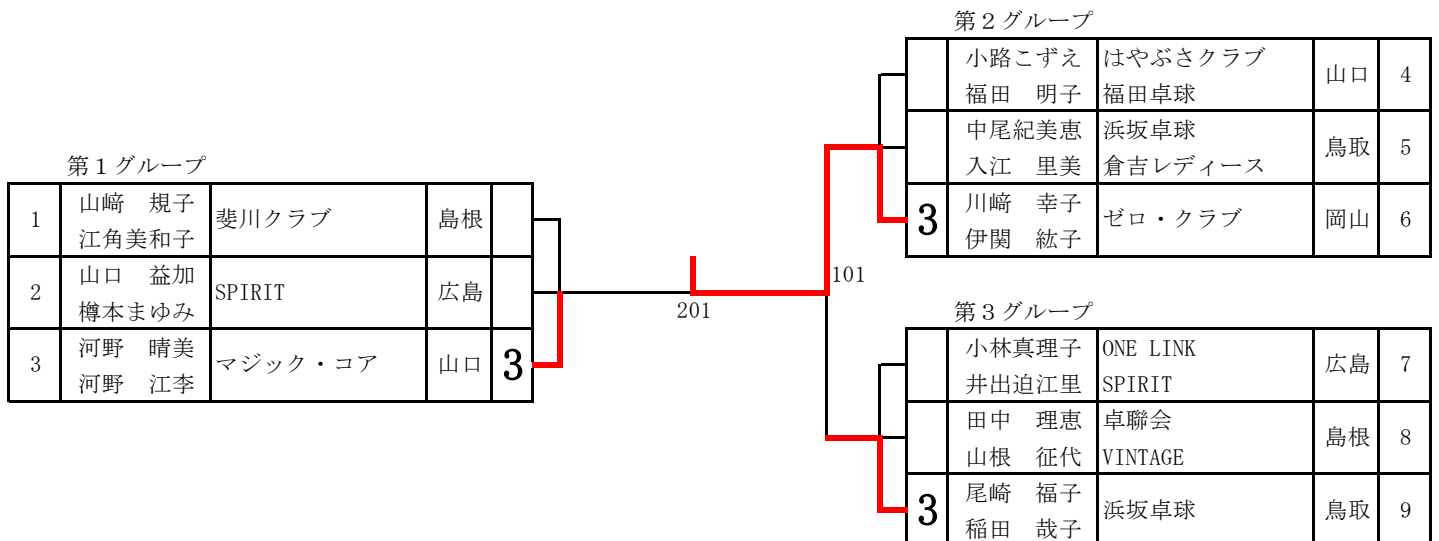 第1グループ
1 山﨑　規子 斐川クラブ 島根
江角美和子
2 山口　益加 SPIRIT 広島
樽本まゆみ
3 河野　晴美 マジック・コア 山口 3
河野　江李
201
101
第2グループ
小路こずえ はやぶさクラブ 山口 4
福田　明子 福田卓球
中尾紀美恵 浜坂卓球 鳥取 5
入江　里美 倉吉レディース
3 川﨑　幸子 ゼロ・クラブ 岡山 6
伊関　紘子
第3グループ
小林真理子 ONE LINK 広島 7
井出迫江里 SPIRIT
田中　理恵 卓聯会 島根 8
山根　征代 VINTAGE
3 尾崎　福子 浜坂卓球 鳥取 9
稲田　哉子